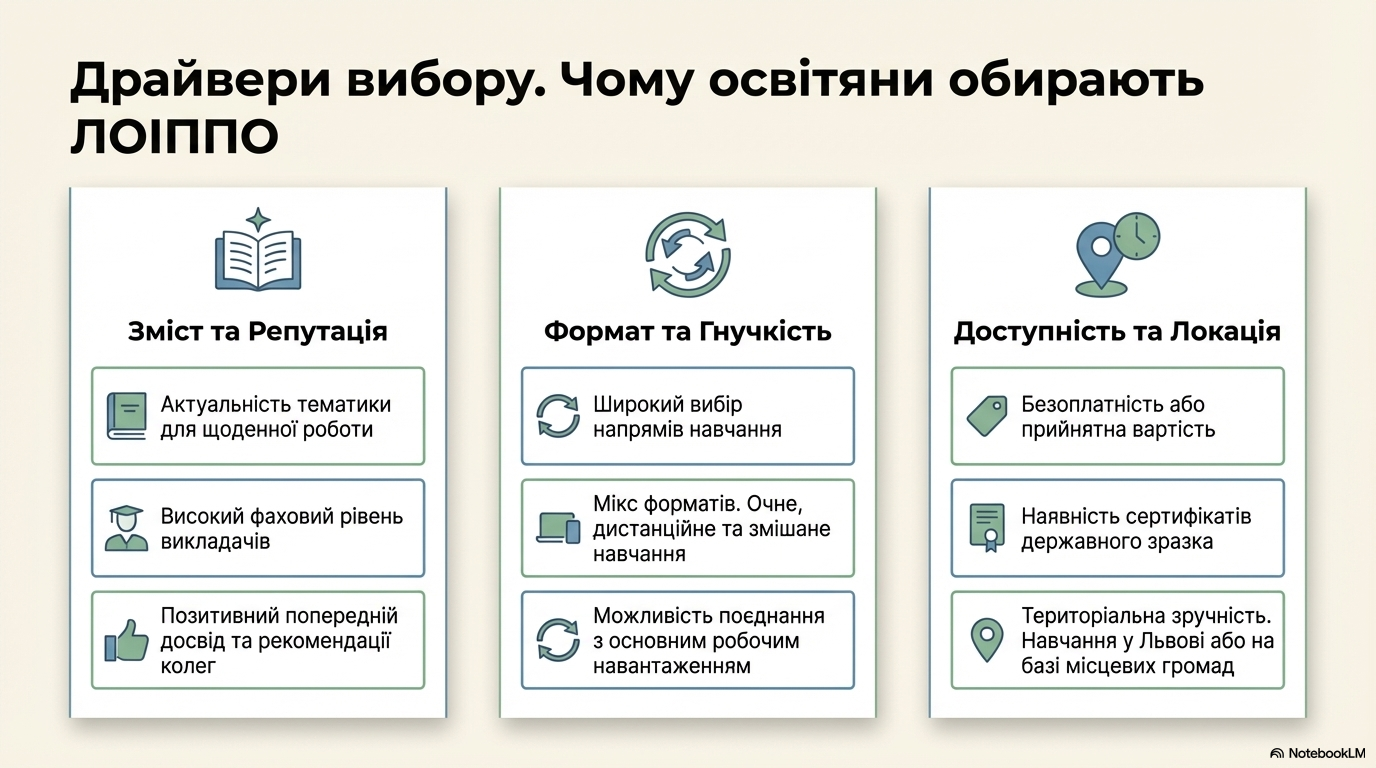 Драйвери вибору. Чому освітяни обирають
ЛОІППО
Зміст та Репутація
Актуальність тематики
для щоденної роботи
Високий фаховий рівень
викладачів
Позитивний попередній
досвід та рекомендації
колег
Формат та Гнучкість
Широкий вибір
напрямів навчання
Мікс форматів. Очне,
дистанційне та змішане
навчання
Можливість поєднання
з основним робочим
навантаженням
Доступність та Локація
Безоплатність або
прийнятна вартість
Наявність сертифікатів
державного зразка
Територіальна зручність.
Навчання у Львові або на
базі місцевих громад
NotebookLM